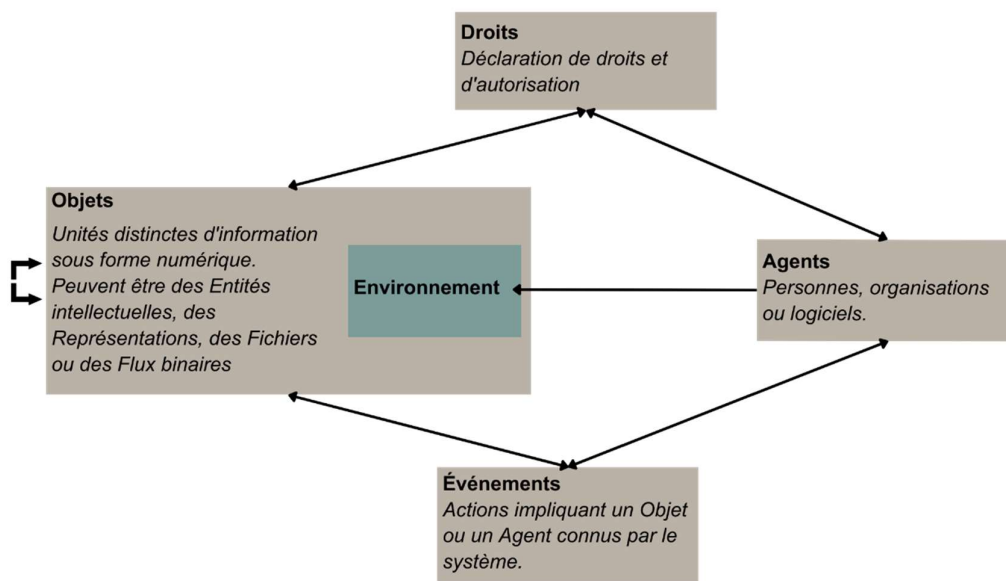 Droits
Déclaration de droits et
d'autorisation
Objets
Unités distinctes d'information
sous forme numérique.
Peuvent être des Entités
intellectuelles, des
Représentations, des Fichiers
ou des Flux binaires
Environnement
Agents
Personnes, organisations
ou logiciels.
Événements
Actions impliquant un Objet
ou un Agent connus par le
système.